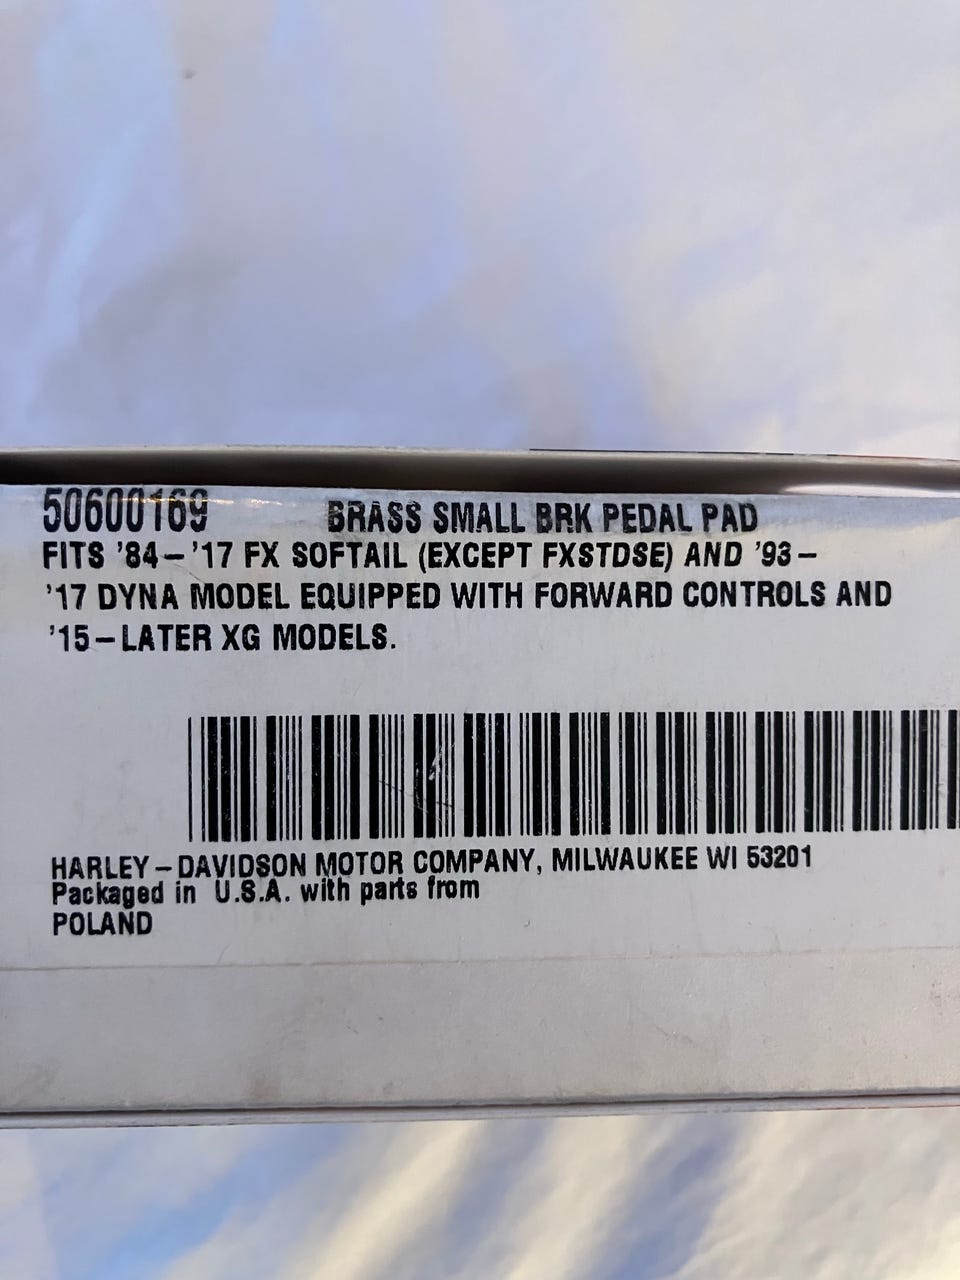 50600169 BRASS SMALL BRK PEDAL PAD
FITS '84-'17 FX SOFTAIL (EXCEPT FXSTDSE) AND '93-
'17 DYNA MODEL EQUIPPED WITH FORWARD CONTROLS AND
'15-LATER XG MODELS.
HARLEY-DAVIDSON MOTOR COMPANY, MILWAUKEE WI 53201
Packaged in U.S.A. with parts from
POLAND